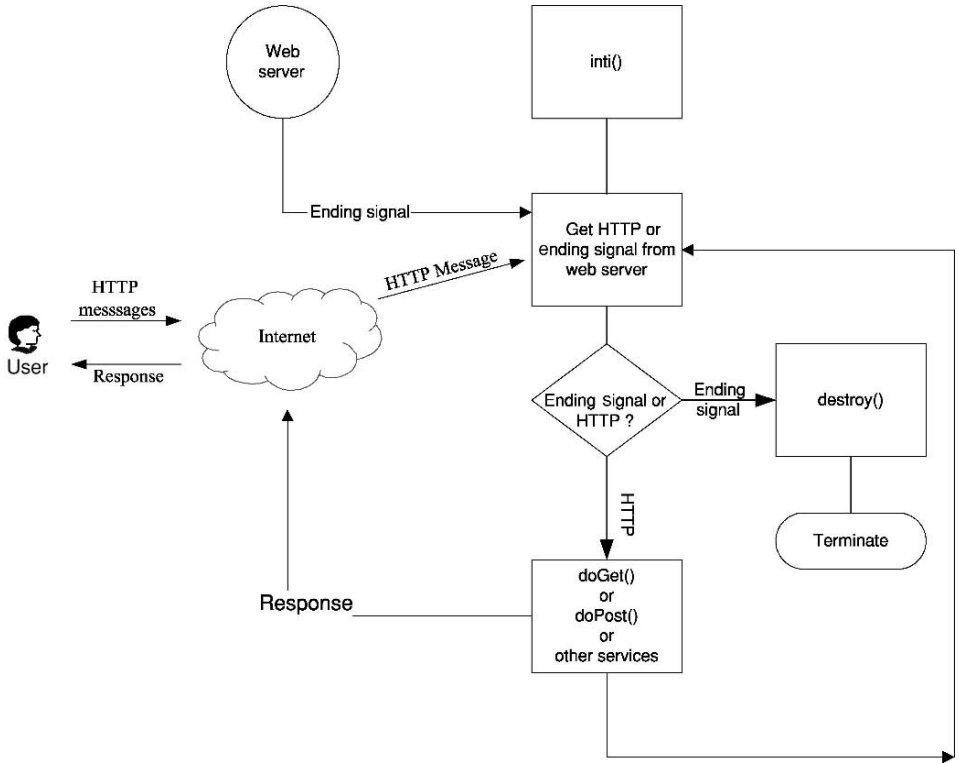 Web
server
inti()
Ending signal
Get HTTP or
ending signal from
web server
HTTP Message
HTTP
messsages
Internet
User
Response
Ending Signal or
HTTP ?
Ending
signal
destroy()
HTTP
Terminate
Response
doGet()
or
doPost()
or
other services